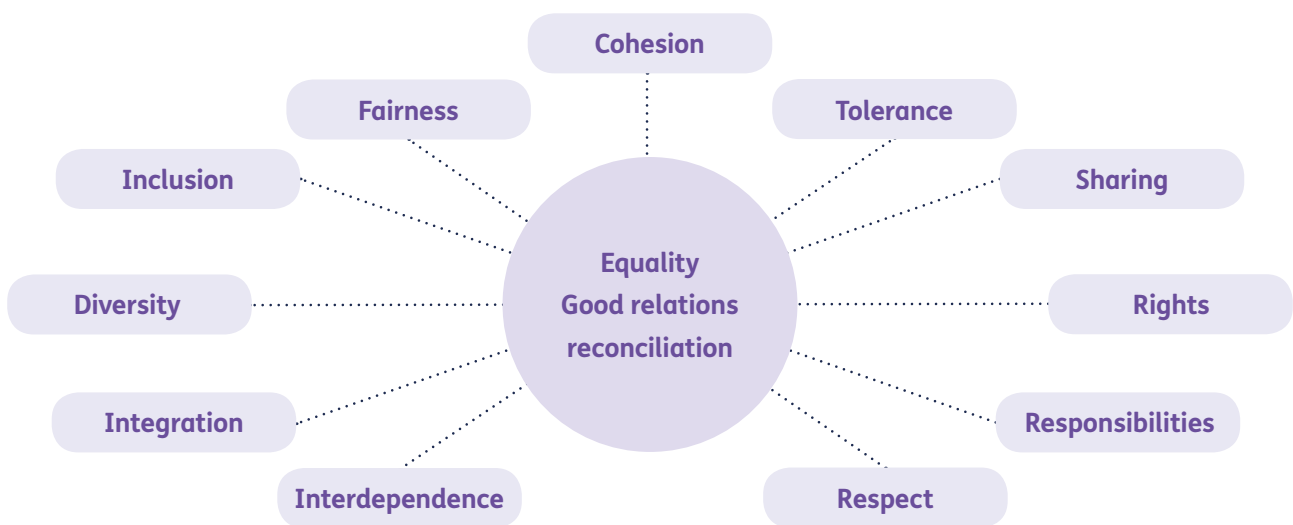 Cohesion
Fairness
Tolerance
Inclusion
Sharing
Equality
Good relations
reconciliation
Diversity
Rights
Integration
Responsibilities
Interdependence
Respect